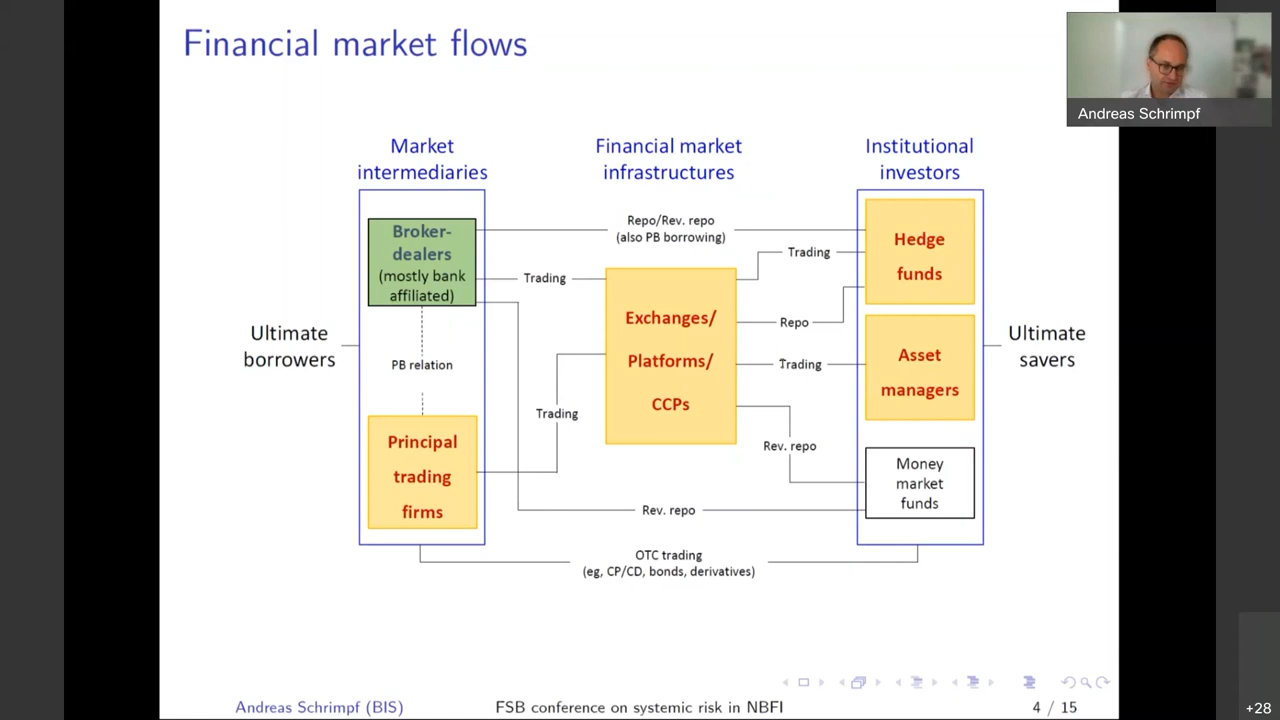 Financial market flows
Andreas Schrimpf
Market
intermediaries
Financial market
infrastructures
Institutional
investors
Broker-
dealers
(mostly bank
affiliated)
Repo/Rev. repo
(also PB borrowing)
Hedge
funds
Trading
Trading
Exchanges/
Platforms/
CCPs
Repo
Ultimate
borrowers
PB relation
Trading
Asset
managers
Ultimate
savers
Trading
Principal
trading
firms
Rev. repo
Money
market
funds
Rev. repo
OTC trading
(eg, CP/CD, bonds, derivatives)
Andreas Schrimpf (BIS)
FSB conference on systemic risk in NBFI
4 / 15
+28